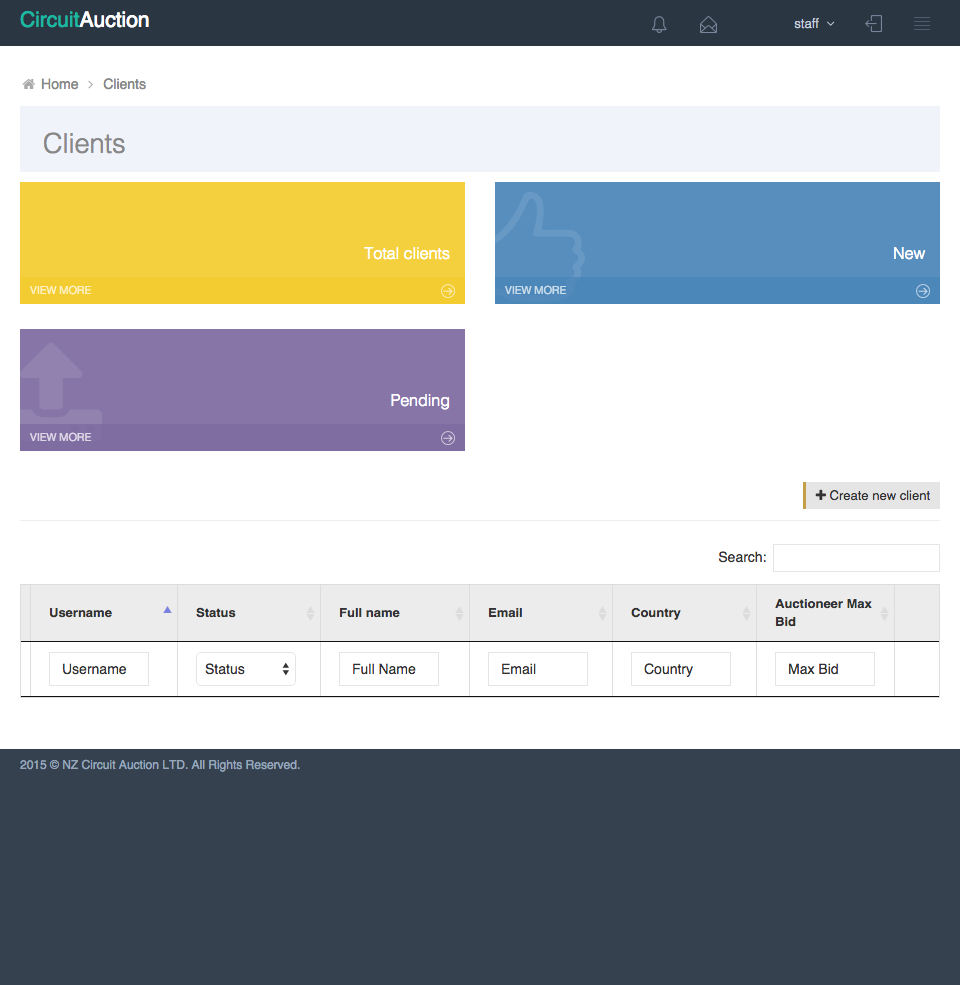 CircuitAuction
staff
Home > Clients
Clients
Total clients
VIEW MORE
New
VIEW MORE
Pending
VIEW MORE
Create new client
Search:
Username Status Full name Email Country Auctioneer Max Bid
Username Status Full Name Email Country Max Bid
2015 © NZ Circuit Auction LTD. All Rights Reserved.